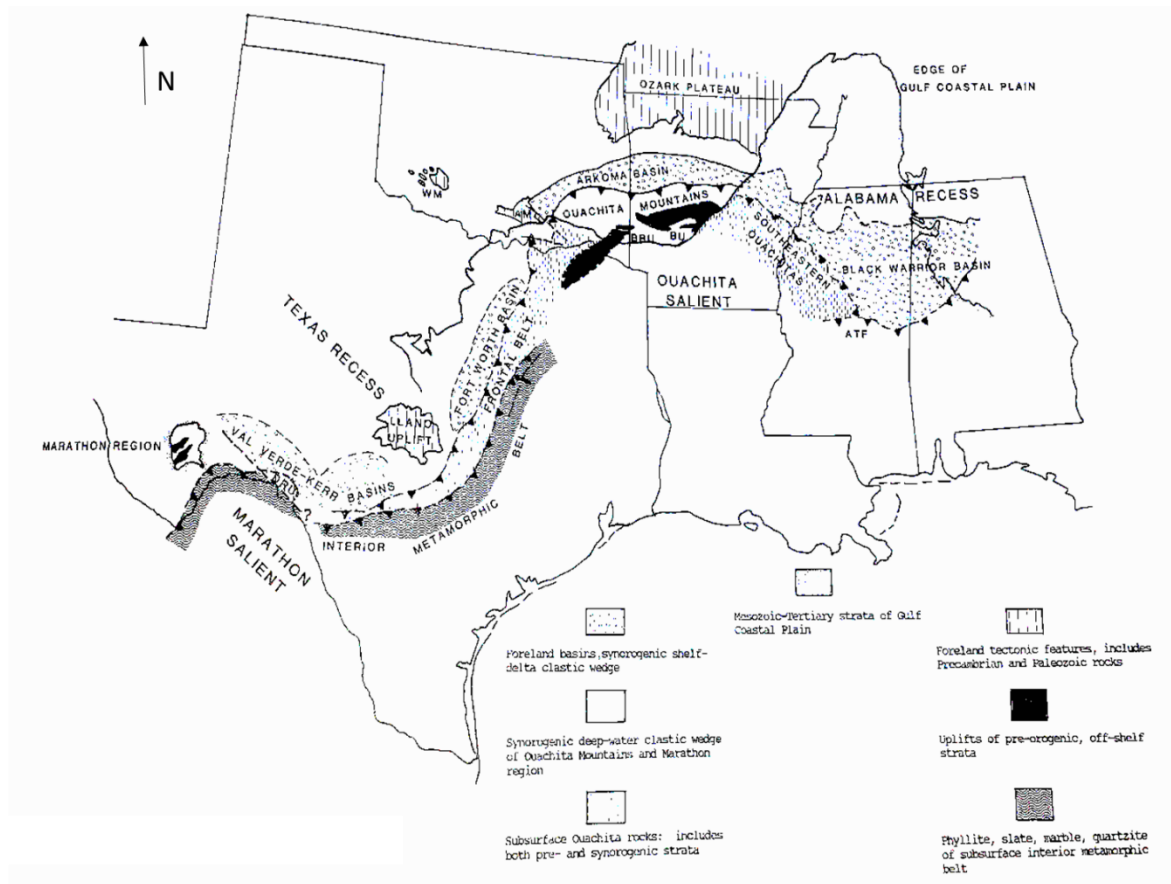 N
OZARK PLATEAU
EDGE OF
GULF COASTAL PLAIN
WM
ARKOMA BASIN
AM
OUACHITA MOUNTAINS
BBU
BU
ALABAMA RECESS
SOUTHEASTERN
OUACHITAS
BLACK WARRIOR BASIN
OUACHITA
SALIENT
ATF
TEXAS RECESS
FORT WORTH BASIN
FRONTAL BELT
LLANO
UPLIFT
MARATHON REGION
VAL VERDE-KERR BASINS
DRU
?
MARATHON
SALIENT
INTERIOR METAMORPHIC BELT
Mesozoic-Tertiary strata of Gulf
Coastal Plain
Foreland basins,synorogenic shelf-
delta clastic wedge
Foreland tectonic features, includes
Precambrian and Paleozoic rocks
Synorogenic deep-water clastic wedge
of Ouachita Mountains and Marathon
region
Uplifts of pre-orogenic, off-shelf
strata
Subsurface Ouachita rocks: includes
both pre- and synorogenic strata
Phyllite, slate, marble, quartzite
of subsurface interior metamorphic
belt